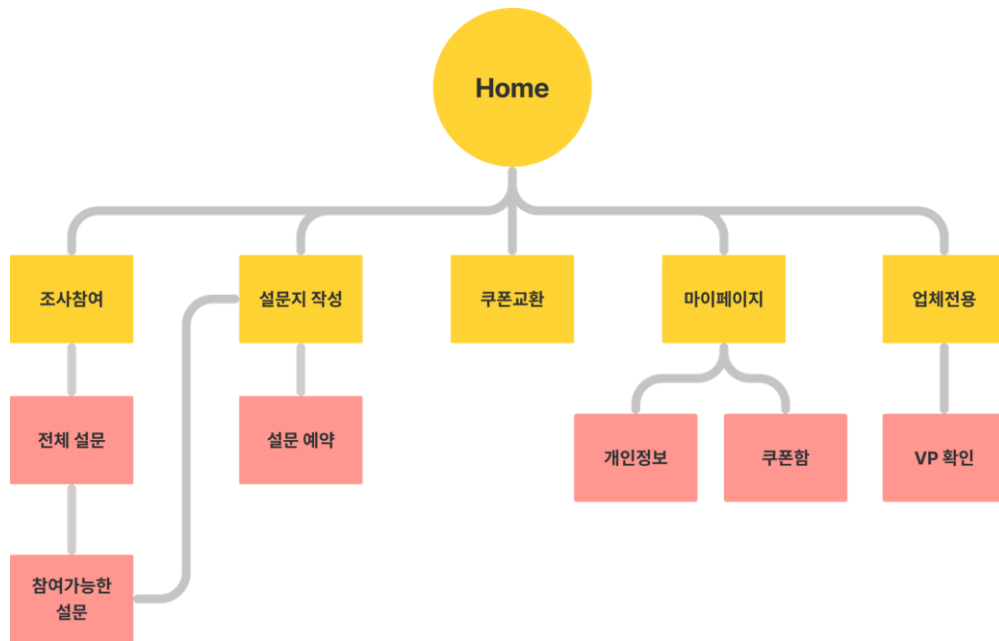 Home
조사참여
설문지 작성
쿠폰교환
마이페이지
업체전용
전체 설문
설문 예약
개인정보
쿠폰함
VP 확인
참여가능한
설문